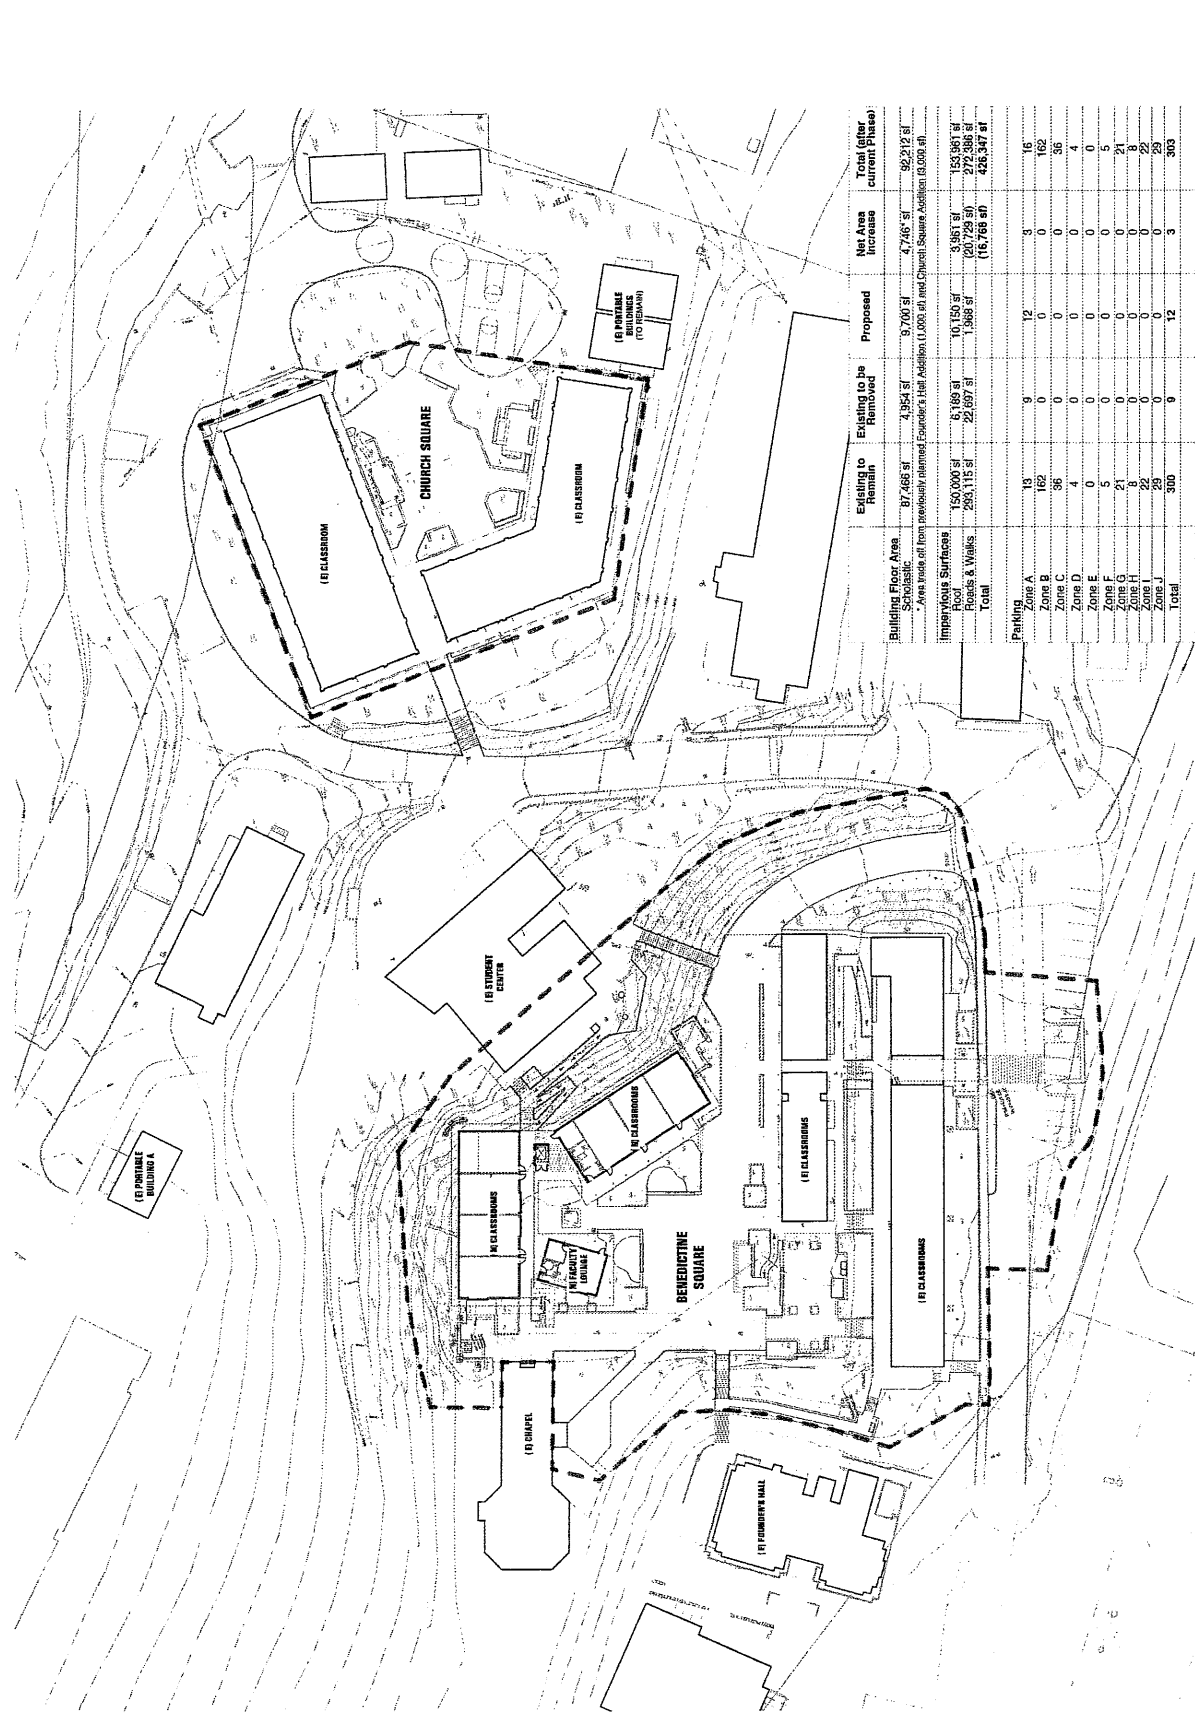 (E) CLASSROOM
CHURCH SQUARE
(E) CLASSROOM
(E) PORTABLE
BUILDINGS
(TO REMAIN)
(E) STUDENT
CENTER
(E) PORTABLE
BUILDING A
(N) CLASSROOMS
(N) CLASSROOMS
(N) FACULTY
LOUNGE
BENEDICTINE
SQUARE
(E) CLASSROOMS
(E) CLASSROOMS
(E) CHAPEL
(E) FOUNDER'S HALL
Existing to Remain Existing to be Removed Proposed Net Area Increase Total (after current Phase)
Building Floor Area
Scholastic 87,466 sf 4,954 sf 9,700 sf 4,746* sf 92,212 sf
* Area trade off from previously planned Founder's Hall Addition (1,000 sf) and Church Square Addition (3,000 sf)
Impervious Surfaces
Roof 150,000 sf 6,189 sf 10,150 sf 3,961 sf 153,961 sf
Roads & Walks 293,115 sf 22,697 sf 1,968 sf (20,729 sf) 272,386 sf
Total (16,768 sf) 426,347 sf
Parking
Zone A 13 9 12 3 16
Zone B 162 0 0 0 162
Zone C 36 0 0 0 36
Zone D 4 0 0 0 4
Zone E 0 0 0 0 0
Zone F 5 0 0 0 5
Zone G 21 0 0 0 21
Zone H 8 0 0 0 8
Zone I 22 0 0 0 22
Zone J 29 0 0 0 29
Total 300 9 12 3 303